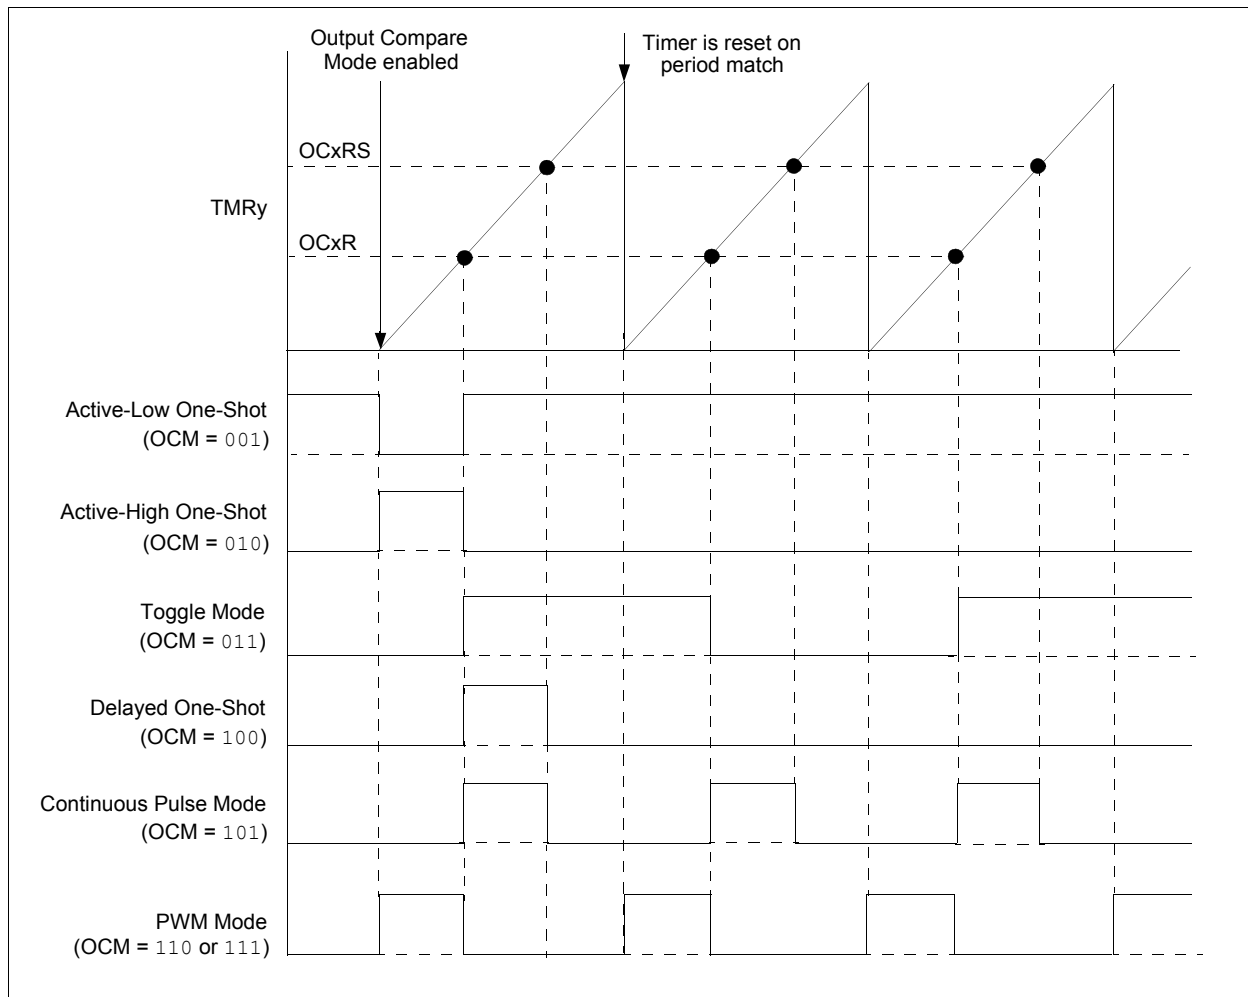 Output Compare
Mode enabled
Timer is reset on
period match
OCxRS
TMRy
OCxR
Active-Low One-Shot
(OCM = 001)
Active-High One-Shot
(OCM = 010)
Toggle Mode
(OCM = 011)
Delayed One-Shot
(OCM = 100)
Continuous Pulse Mode
(OCM = 101)
PWM Mode
(OCM = 110 or 111)